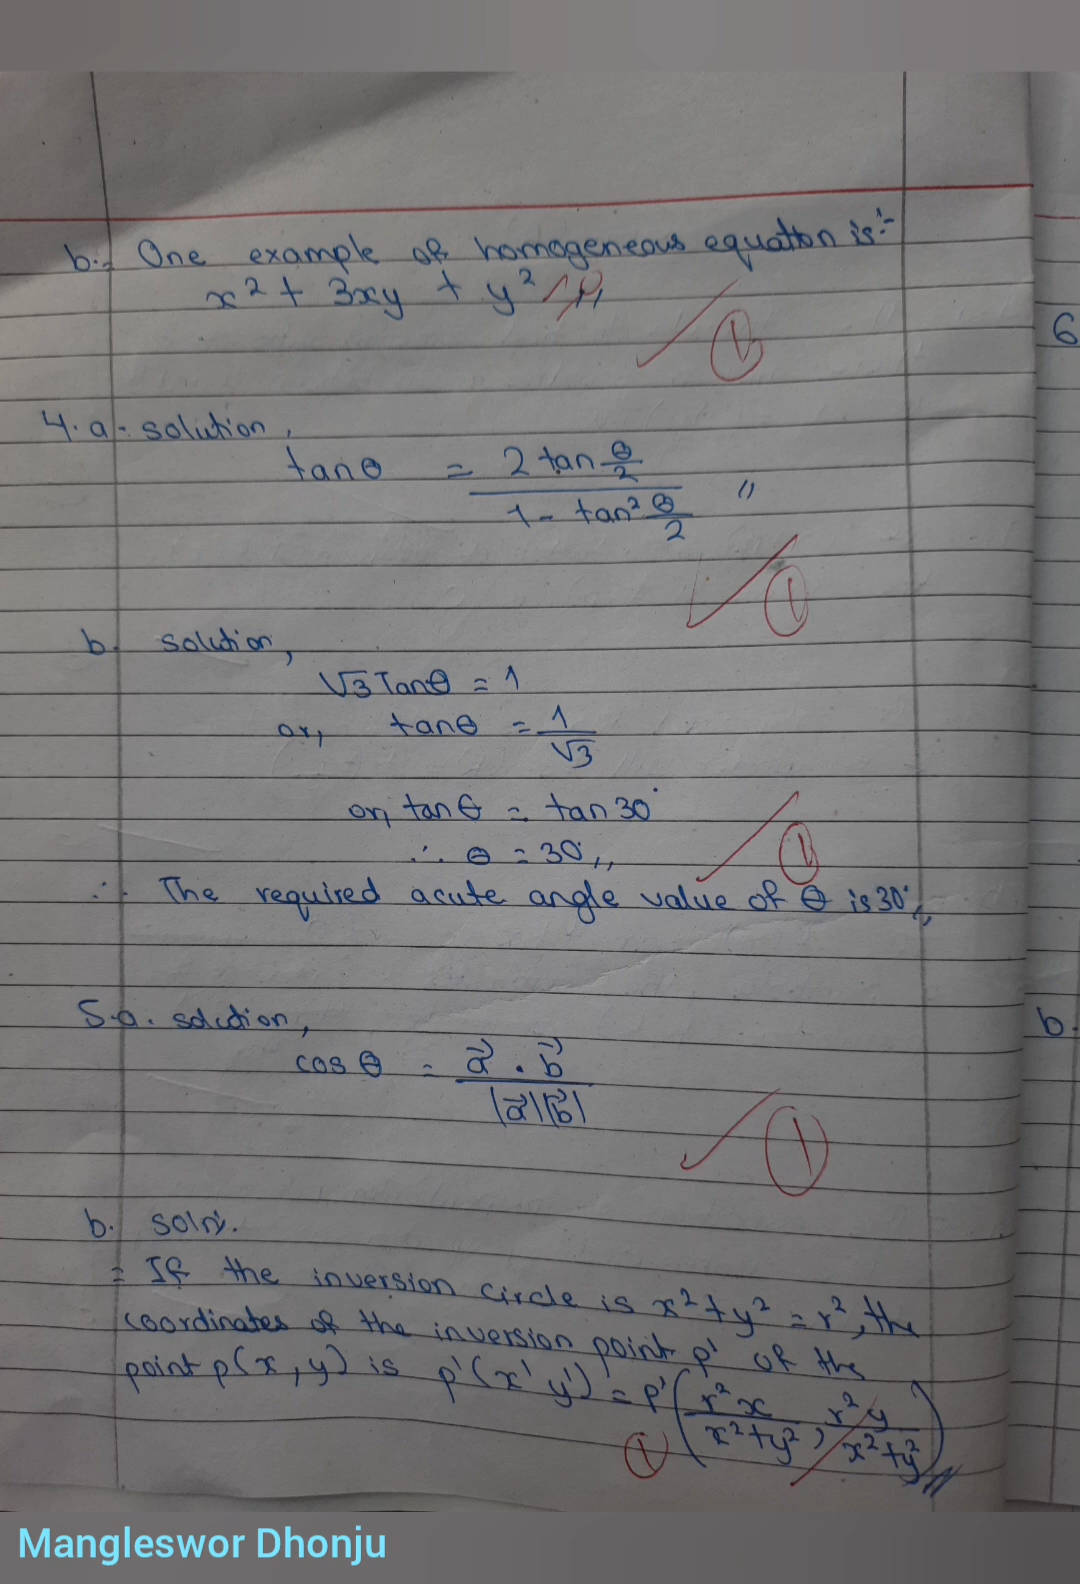 b.= One example of homogeneous equation is:-
x² + 3xy + y²
6
4. a - solution,
tanθ = 2 tan θ/2 / 1 - tan² θ/2 //
b. solution,
√3 Tanθ = 1
or, tanθ = 1/√3
or, tanθ = tan 30°
∴ θ = 30°,,
∴ The required acute angle value of θ is 30°,,
5.a. solution,
b.
cos θ = a⃗ . b⃗ / |a⃗||b⃗|
b. soln.
= If the inversion circle is x² + y² = r², the
coordinates of the inversion point p' of the
point p(x, y) is p'(x' y') = p'(r²x / x²+y², r²y / x²+y²)//
1
1
1
1
1
Mangleswor Dhonju